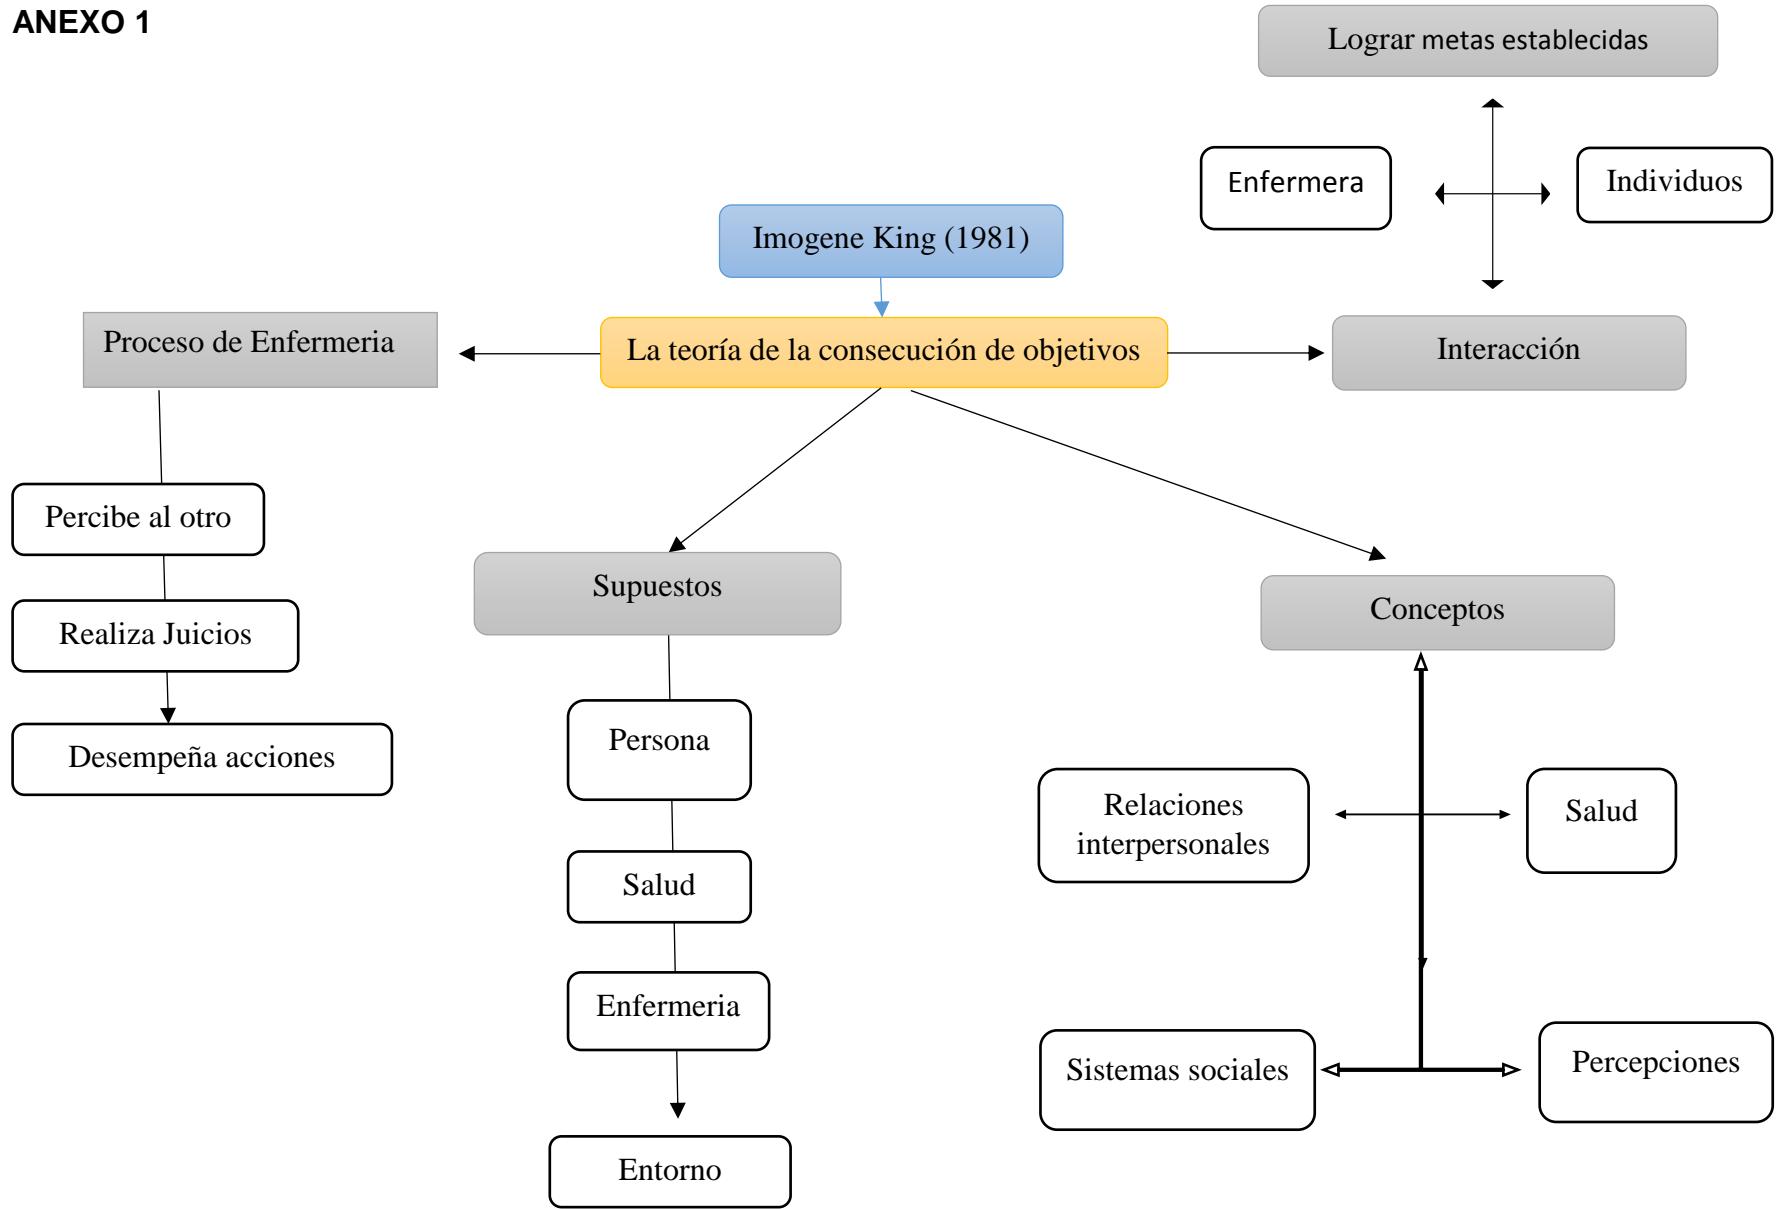 ANEXO 1
Lograr metas establecidas
Enfermera
Individuos
Imogene King (1981)
Proceso de Enfermeria
La teoría de la consecución de objetivos
Interacción
Percibe al otro
Realiza Juicios
Desempeña acciones
Supuestos
Persona
Salud
Enfermeria
Entorno
Conceptos
Relaciones
interpersonales
Salud
Sistemas sociales
Percepciones